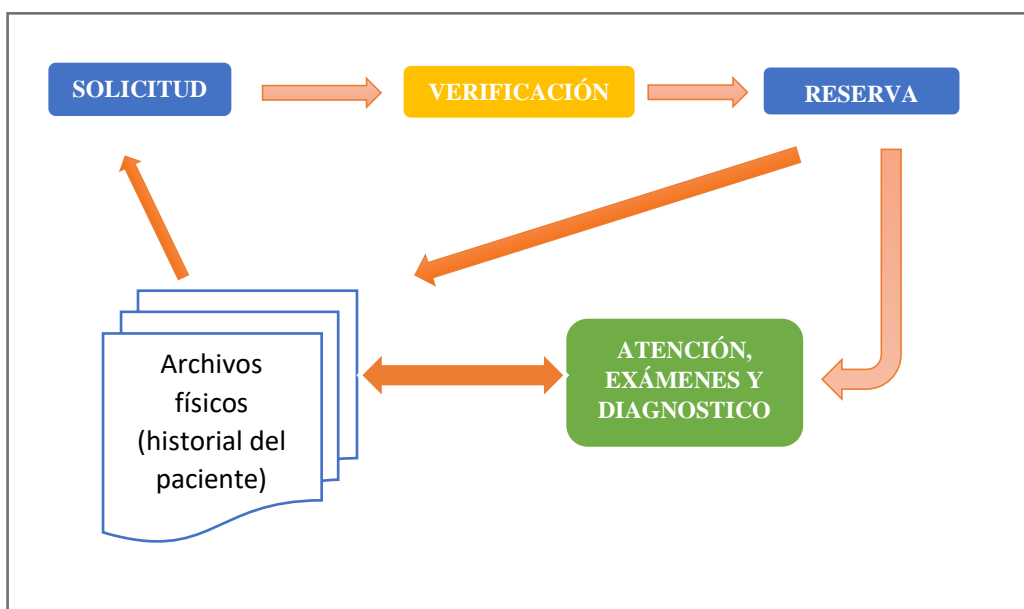 SOLICITUD
VERIFICACIÓN
RESERVA
Archivos
físicos
(historial del
paciente)
ATENCIÓN,
EXÁMENES Y
DIAGNOSTICO